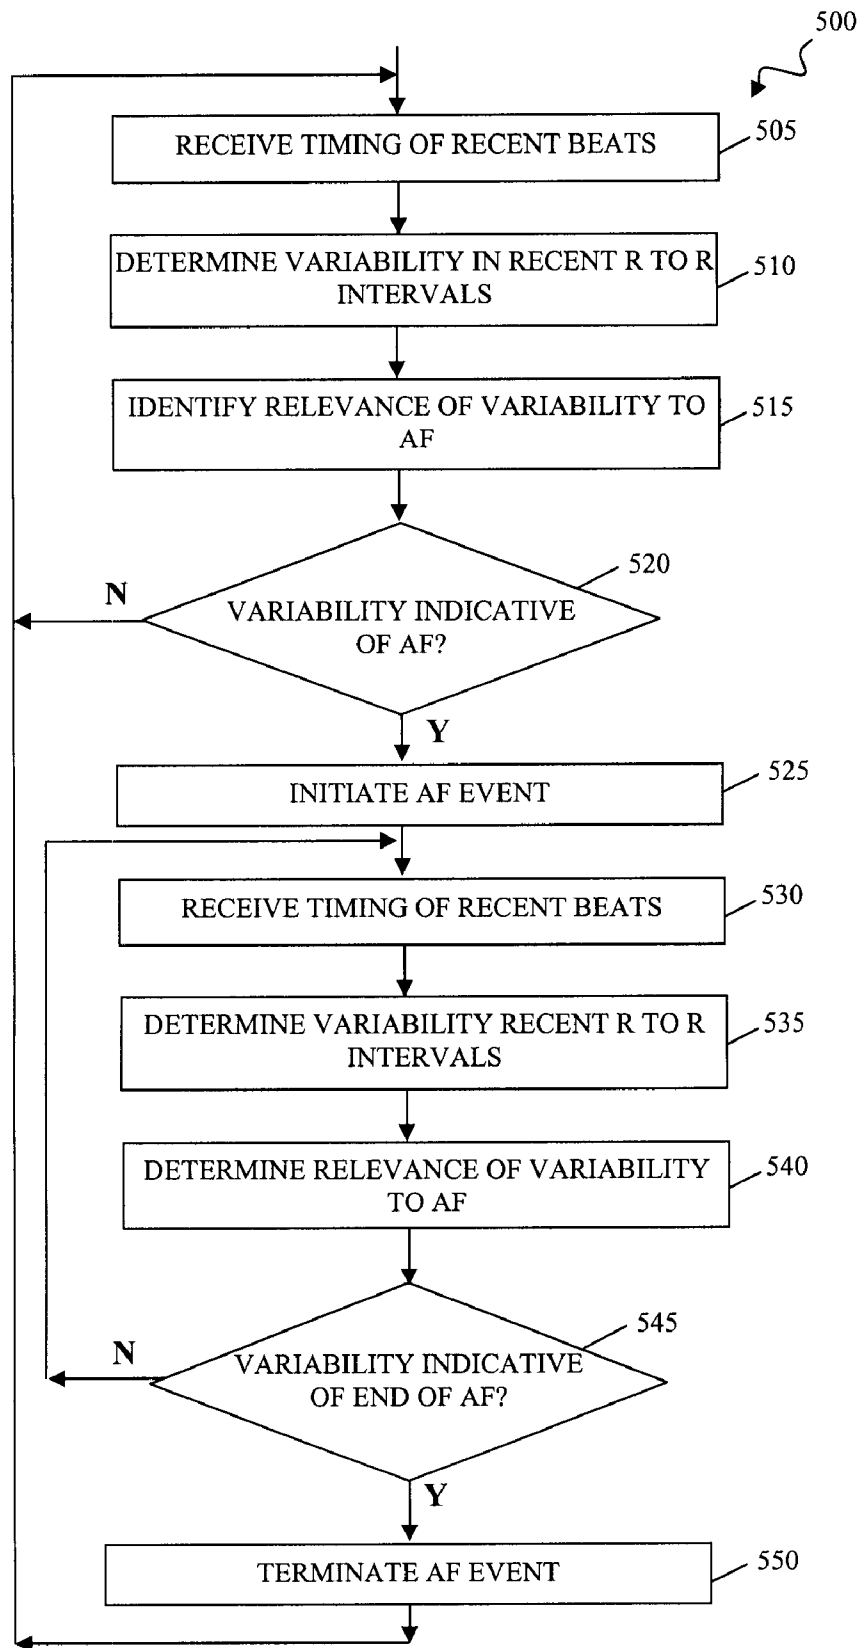 500
RECEIVE TIMING OF RECENT BEATS
505
DETERMINE VARIABILITY IN RECENT R TO R
INTERVALS
510
IDENTIFY RELEVANCE OF VARIABILITY TO
AF
515
520
N
VARIABILITY INDICATIVE
OF AF?
Y
525
INITIATE AF EVENT
530
RECEIVE TIMING OF RECENT BEATS
DETERMINE VARIABILITY RECENT R TO R
INTERVALS
535
DETERMINE RELEVANCE OF VARIABILITY
TO AF
540
545
N
VARIABILITY INDICATIVE
OF END OF AF?
Y
550
TERMINATE AF EVENT